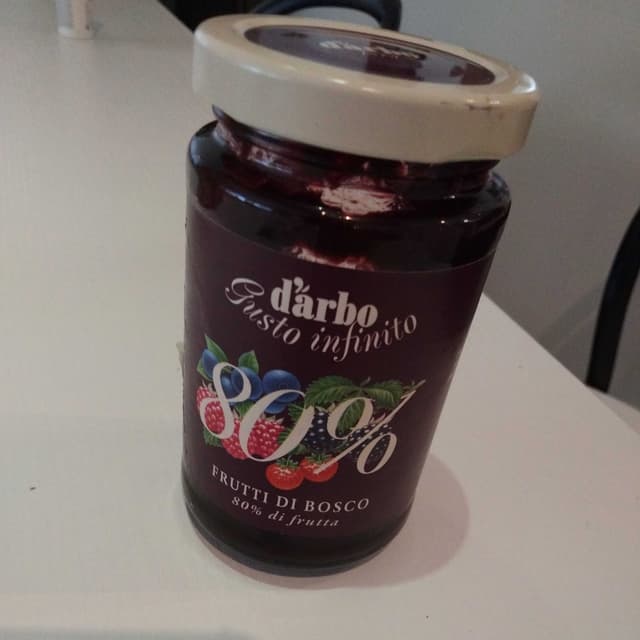 d'arbo
Gusto infinito
80%
FRUTTI DI BOSCO
80% di frutta